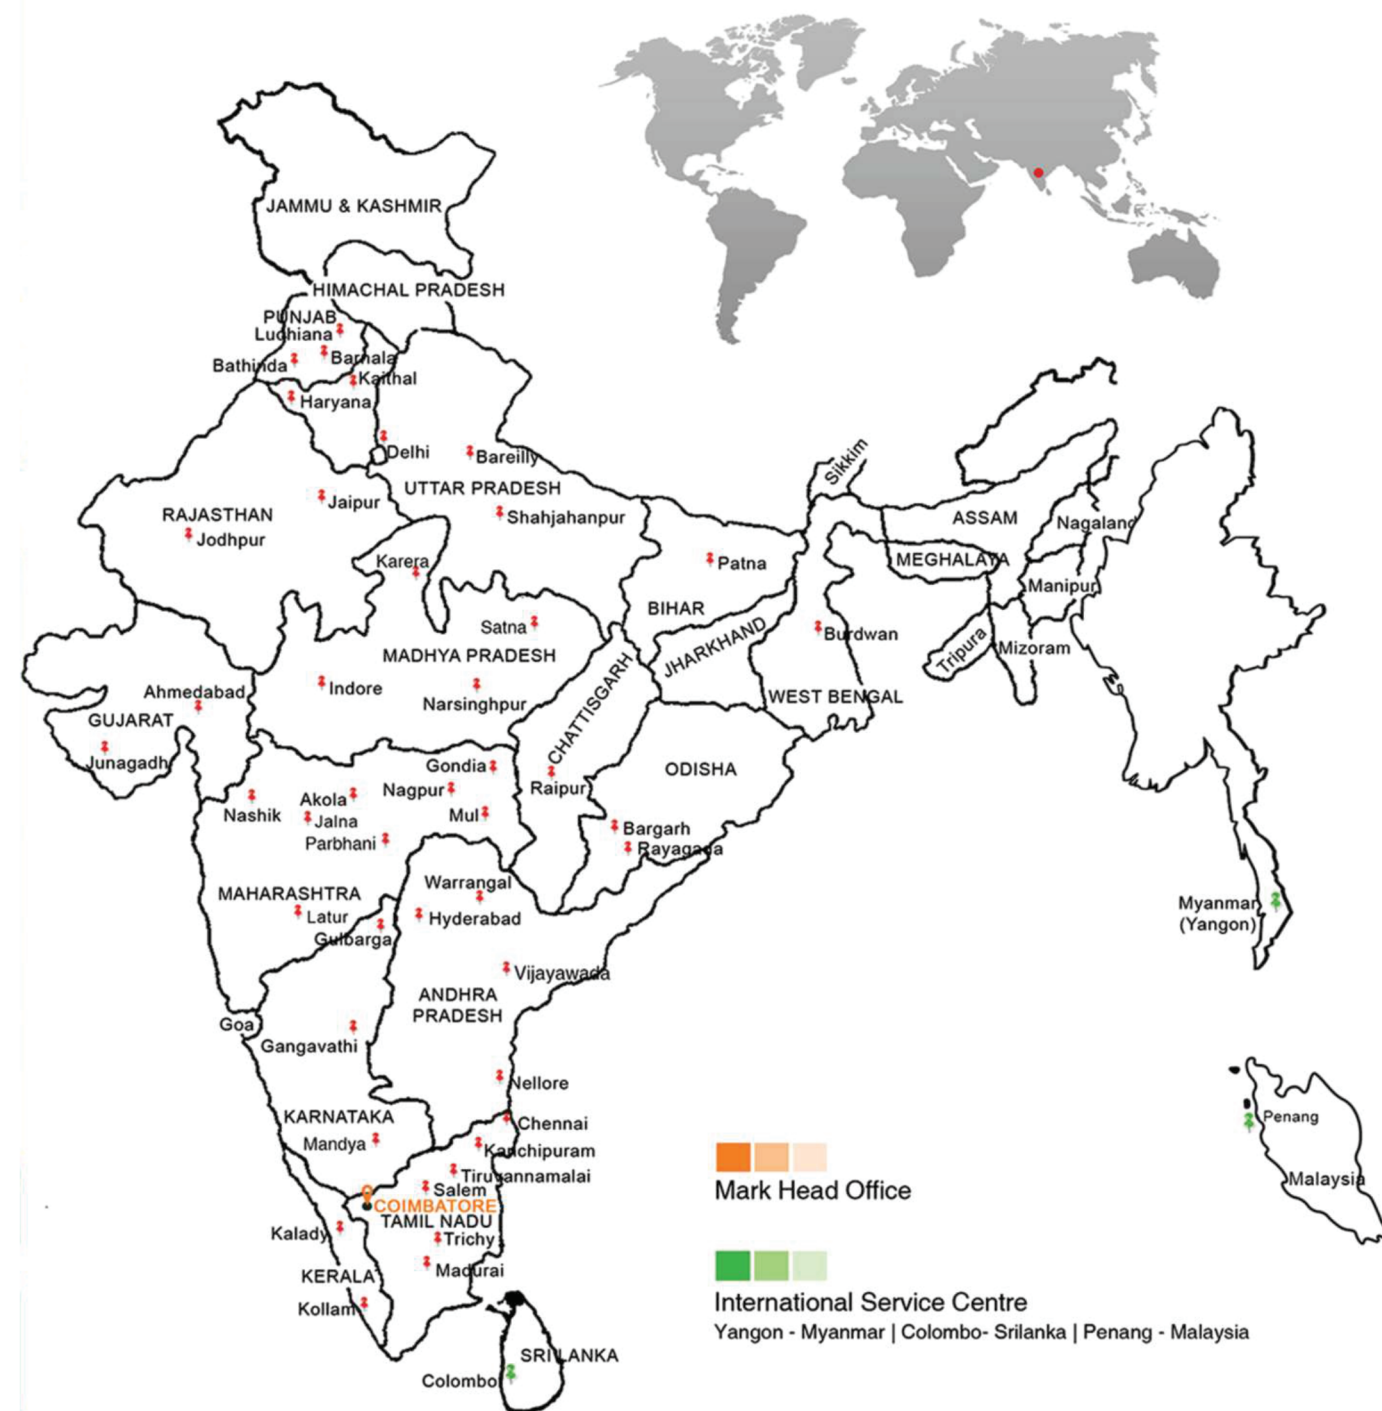 JAMMU & KASHMIR
HIMACHAL PRADESH
PUNJAB
Ludhiana
Bathinda
Barnala
Kaithal
Haryana
Delhi
Bareilly
UTTAR PRADESH
Shahjahanpur
RAJASTHAN
Jaipur
Jodhpur
Karera
Sikkim
ASSAM
Nagaland
MEGHALAYA
Manipur
Tripura
Mizoram
Patna
BIHAR
JHARKHAND
Burdwan
WEST BENGAL
Satna
MADHYA PRADESH
Indore
Narsinghpur
Ahmedabad
GUJARAT
Junagadh
CHATTISGARH
Raipur
ODISHA
Bargarh
Rayagada
Gondia
Nagpur
Mul
Nashik
Akola
Jalna
Parbhani
MAHARASHTRA
Latur
Gulbarga
Warrangal
Hyderabad
Vijayawada
ANDHRA
PRADESH
Goa
Gangavathi
Nellore
KARNATAKA
Mandya
Chennai
Kanchipuram
Tiruvannamalai
Salem
COIMBATORE
TAMIL NADU
Trichy
Madurai
Kalady
KERALA
Kollam
SRI LANKA
Colombo
Myanmar
(Yangon)
Penang
Malaysia
Mark Head Office
International Service Centre
Yangon - Myanmar | Colombo- Srilanka | Penang - Malaysia